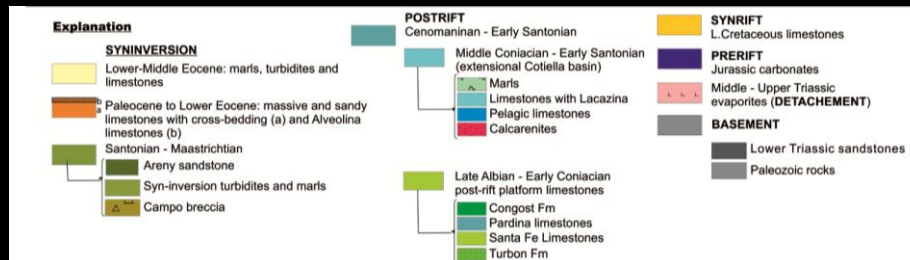 Explanation
SYNINVERSION
Lower-Middle Eocene: marls, turbidites and
limestones
b
a
Paleocene to Lower Eocene: massive and sandy
limestones with cross-bedding (a) and Alveolina
limestones (b)
Santonian - Maastrichtian
Areny sandstone
Syn-inversion turbidites and marls
Campo breccia
POSTRIFT
Cenomaninan - Early Santonian
Middle Coniacian - Early Santonian
(extensional Cotiella basin)
Marls
Limestones with Lacazina
Pelagic limestones
Calcarenites
Late Albian - Early Coniacian
post-rift platform limestones
Congost Fm
Pardina limestones
Santa Fe Limestones
Turbon Fm
SYNRIFT
L.Cretaceous limestones
PRERIFT
Jurassic carbonates
Middle - Upper Triassic
evaporites (DETACHEMENT)
BASEMENT
Lower Triassic sandstones
Paleozoic rocks